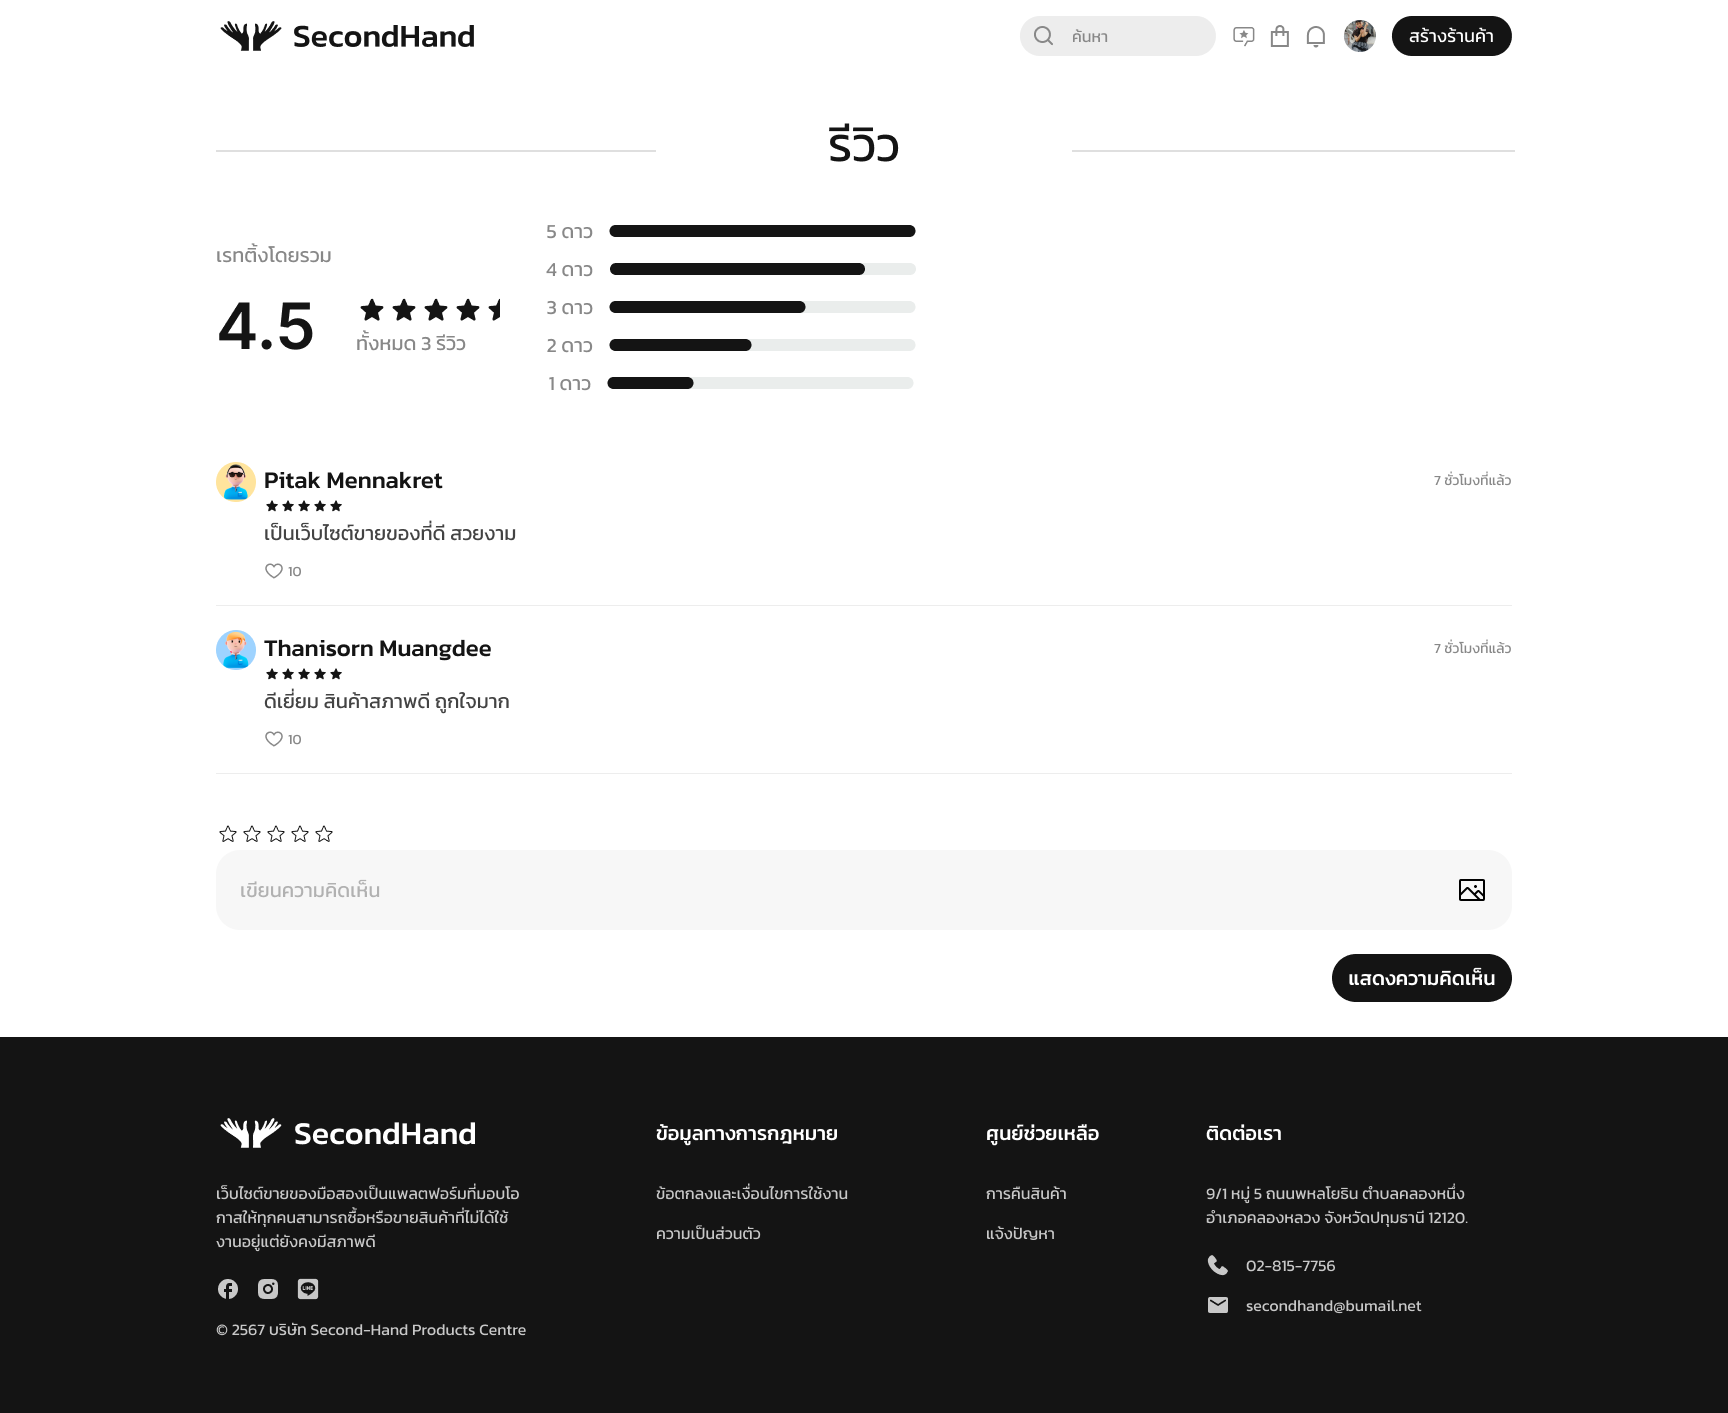 SecondHand
ค้นหา
สร้างร้านค้า
รีวิว
เรทติ้งโดยรวม
4.5
ทั้งหมด 3 รีวิว
5 ดาว
4 ดาว
3 ดาว
2 ดาว
1 ดาว
Pitak Mennakret
7 ชั่วโมงที่แล้ว
เป็นเว็บไซต์ขายของที่ดี สวยงาม
10
Thanisorn Muangdee
7 ชั่วโมงที่แล้ว
ดีเยี่ยม สินค้าสภาพดี ถูกใจมาก
10
เขียนความคิดเห็น
แสดงความคิดเห็น
SecondHand
เว็บไซต์ขายของมือสองเป็นแพลตฟอร์มที่มอบโอ
กาสให้ทุกคนสามารถซื้อหรือขายสินค้าที่ไม่ได้ใช้
งานอยู่แต่ยังคงมีสภาพดี
LINE
© 2567 บริษัท Second-Hand Products Centre
ข้อมูลทางการกฎหมาย
ข้อตกลงและเงื่อนไขการใช้งาน
ความเป็นส่วนตัว
ศูนย์ช่วยเหลือ
การคืนสินค้า
แจ้งปัญหา
ติดต่อเรา
9/1 หมู่ 5 ถนนพหลโยธิน ตำบลคลองหนึ่ง
อำเภอคลองหลวง จังหวัดปทุมธานี 12120.
02-815-7756
secondhand@bumail.net